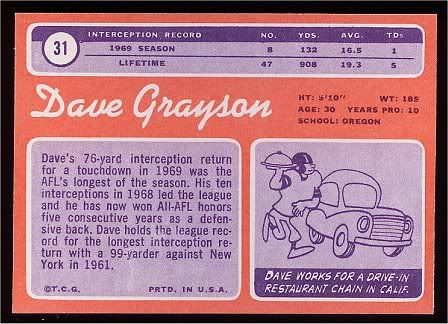 31
INTERCEPTION RECORD NO. YDS. AVG. TDs
1969 SEASON 8 132 16.5 1
LIFETIME 47 908 19.3 5
Dave Grayson
HT: 5'10" WT: 185
AGE: 30 YEARS PRO: 10
SCHOOL: OREGON
Dave's 76-yard interception return
for a touchdown in 1969 was the
AFL's longest of the season. His ten
interceptions in 1968 led the league
and he has now won All-AFL honors
five consecutive years as a defen-
sive back. Dave holds the league rec-
ord for the longest interception re-
turn with a 99-yarder against New
York in 1961.
©T.C.G. PRTD. IN U.S.A.
DAVE WORKS FOR A DRIVE-IN
RESTAURANT CHAIN IN CALIF.